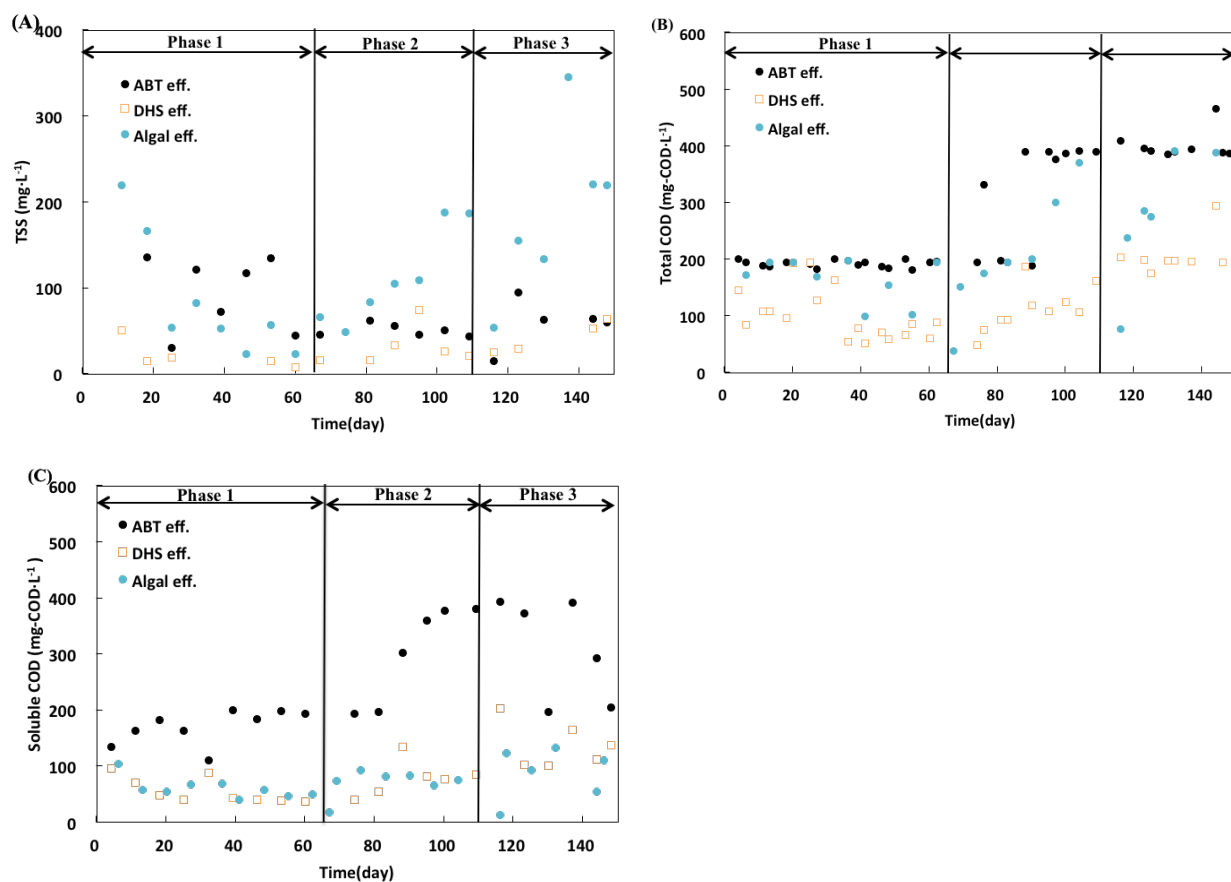 (A)
400
Phase 1
Phase 2
Phase 3
ABT eff.
DHS eff.
Algal eff.
300
200
100
0
TSS (mg·L-1)
0
20
40
60
80
100
120
140
Time(day)
(B)
600
Phase 1
ABT eff.
DHS eff.
Algal eff.
500
400
300
200
100
0
Total COD (mg-COD·L-1)
0
20
40
60
80
100
120
140
Time(day)
(C)
600
Phase 1
Phase 2
Phase 3
ABT eff.
DHS eff.
Algal eff.
500
400
300
200
100
0
Soluble COD (mg-COD·L-1 )
0
20
40
60
80
100
120
140
Time(day)